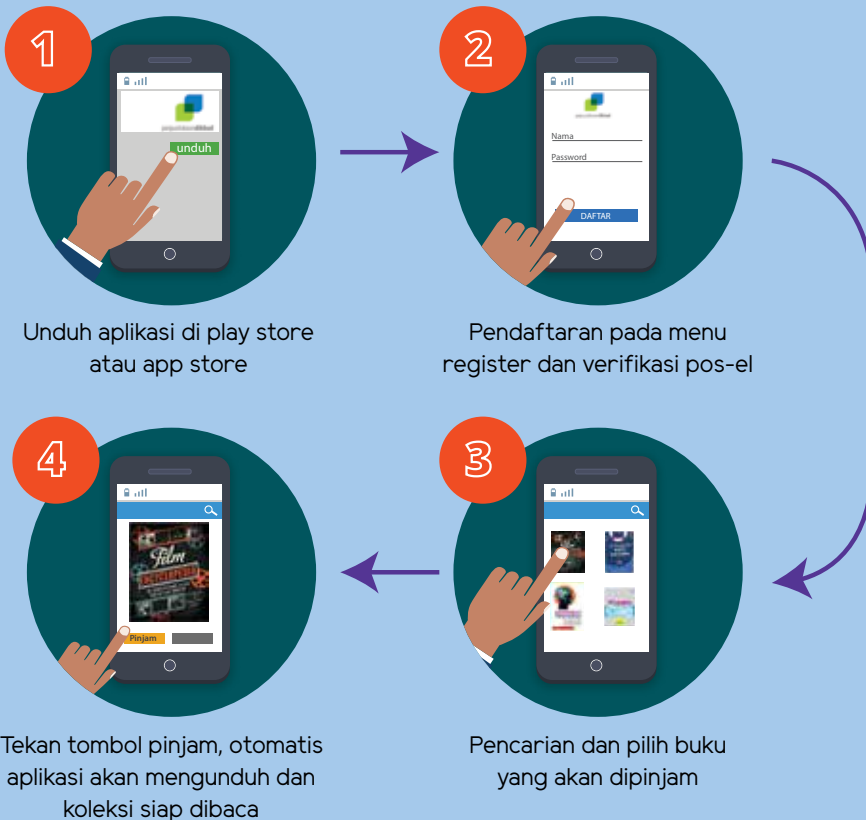 1
unduh
Unduh aplikasi di play store
atau app store
2
Nama
Password
DAFTAR
Pendaftaran pada menu
register dan verifikasi pos-el
3
Pencarian dan pilih buku
yang akan dipinjam
4
Film
ENCYCLOPEDIA
Pinjam
Tekan tombol pinjam, otomatis
aplikasi akan mengunduh dan
koleksi siap dibaca